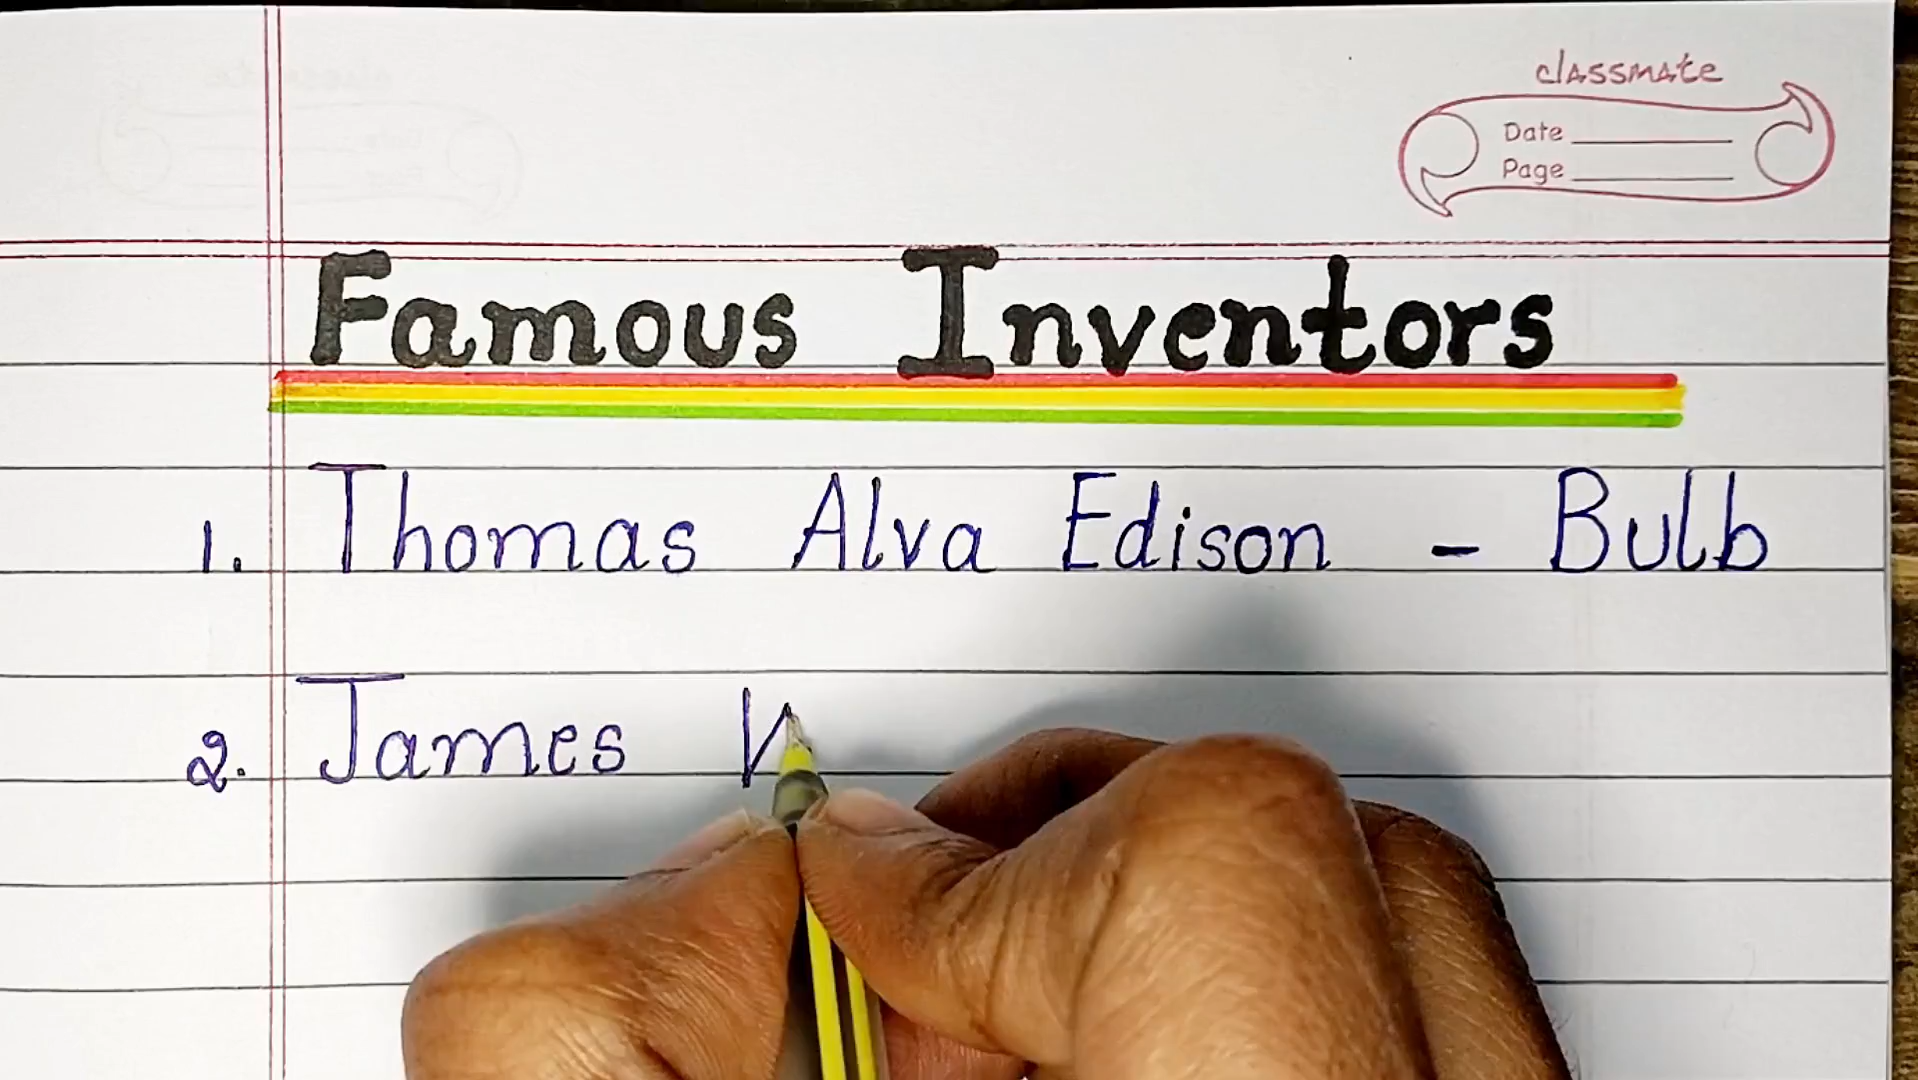 classmate
Date
Page
Famous Inventors
1. Thomas Alva Edison - Bulb
2. James